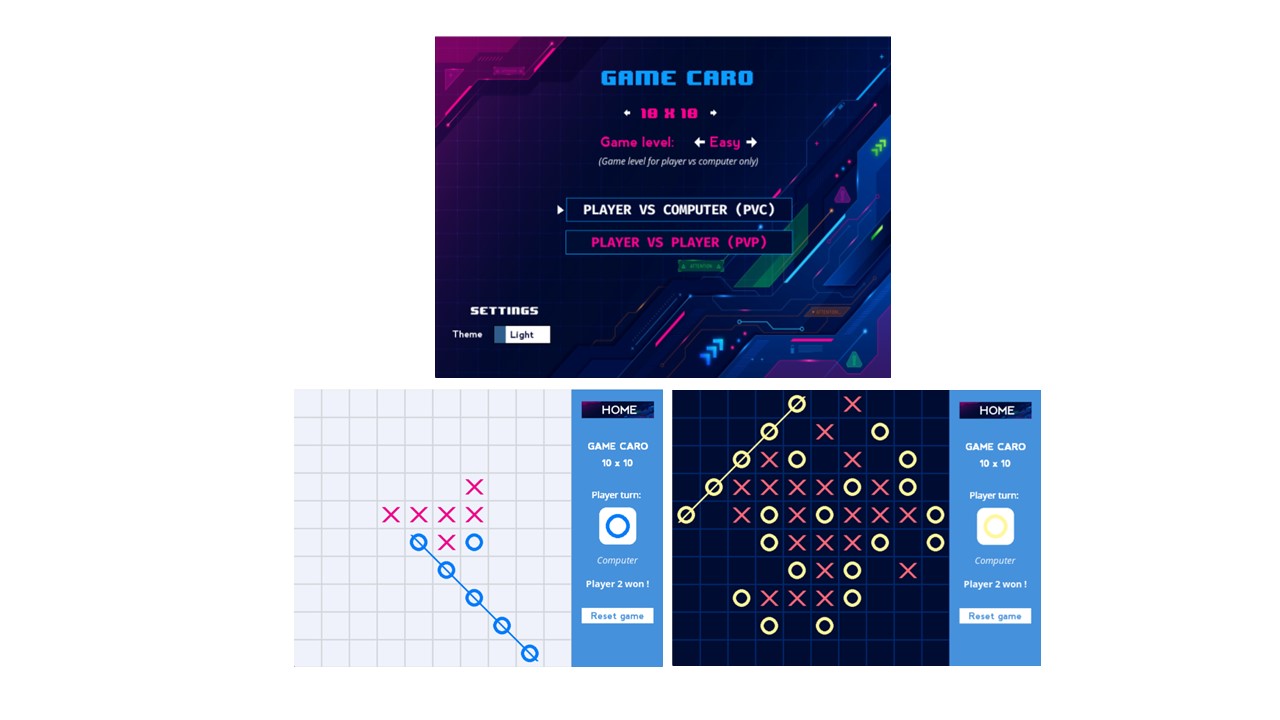 GAME CARO
10 X 10
Game level: Easy
(Game level for player vs computer only)
PLAYER VS COMPUTER (PVC)
PLAYER VS PLAYER (PVP)
ATTENTION
SETTINGS
Theme Light
HOME
GAME CARO
10 x 10
Player turn:
Computer
Player 2 won !
Reset game
HOME
GAME CARO
10 x 10
Player turn:
Computer
Player 2 won !
Reset game